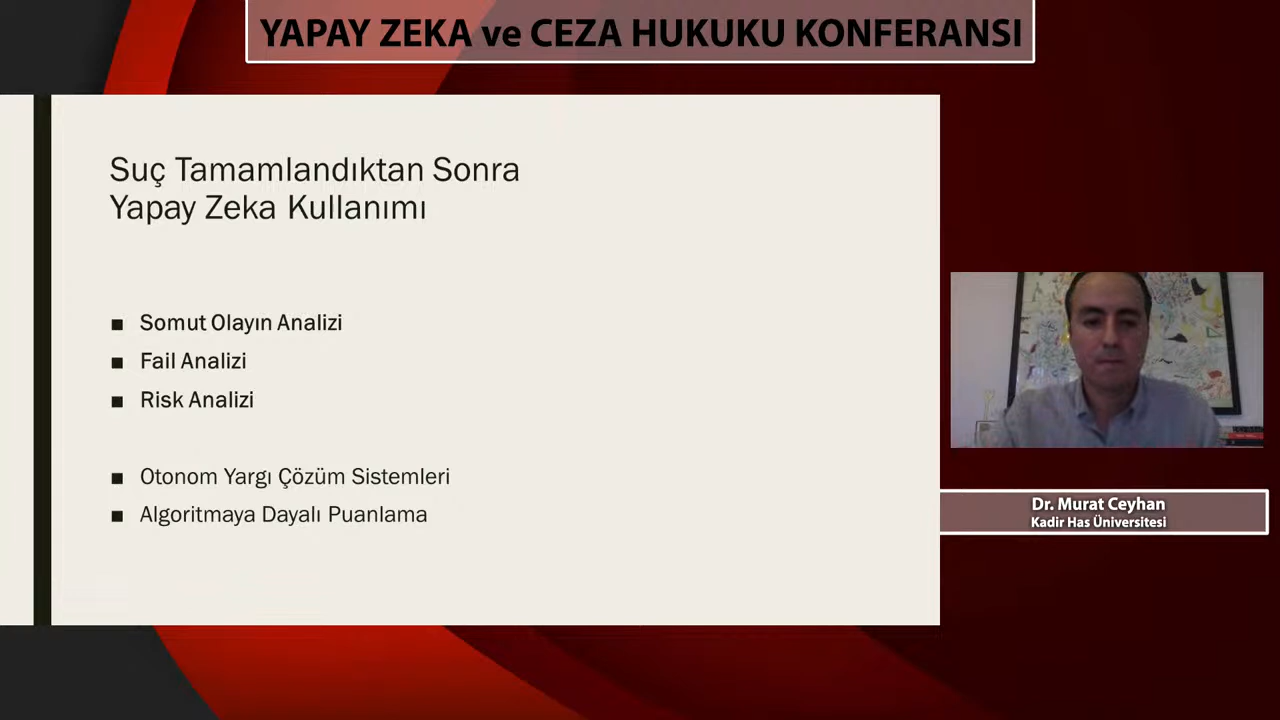 YAPAY ZEKA ve CEZA HUKUKU KONFERANSI
Suç Tamamlandıktan Sonra
Yapay Zeka Kullanımı
■ Somut Olayın Analizi
■ Fail Analizi
■ Risk Analizi
■ Otonom Yargı Çözüm Sistemleri
■ Algoritmaya Dayalı Puanlama
Dr. Murat Ceyhan
Kadir Has Üniversitesi